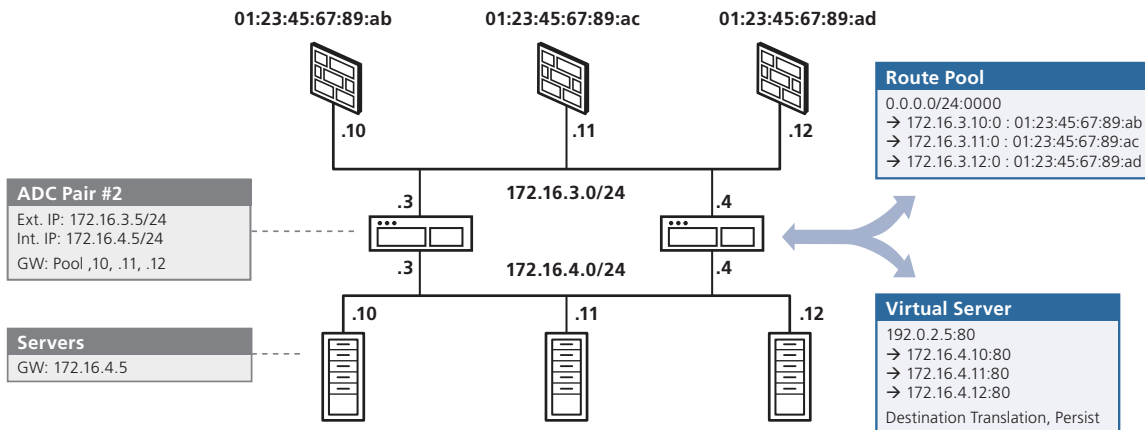 01:23:45:67:89:ab
01:23:45:67:89:ac
01:23:45:67:89:ad
.10
.11
.12
Route Pool
0.0.0.0/24:0000
→ 172.16.3.10:0 : 01:23:45:67:89:ab
→ 172.16.3.11:0 : 01:23:45:67:89:ac
→ 172.16.3.12:0 : 01:23:45:67:89:ad
ADC Pair #2
Ext. IP: 172.16.3.5/24
Int. IP: 172.16.4.5/24
GW: Pool ,10, .11, .12
.3
172.16.3.0/24
.4
.3
172.16.4.0/24
.4
.10
.11
.12
Servers
GW: 172.16.4.5
Virtual Server
192.0.2.5:80
→ 172.16.4.10:80
→ 172.16.4.11:80
→ 172.16.4.12:80
Destination Translation, Persist